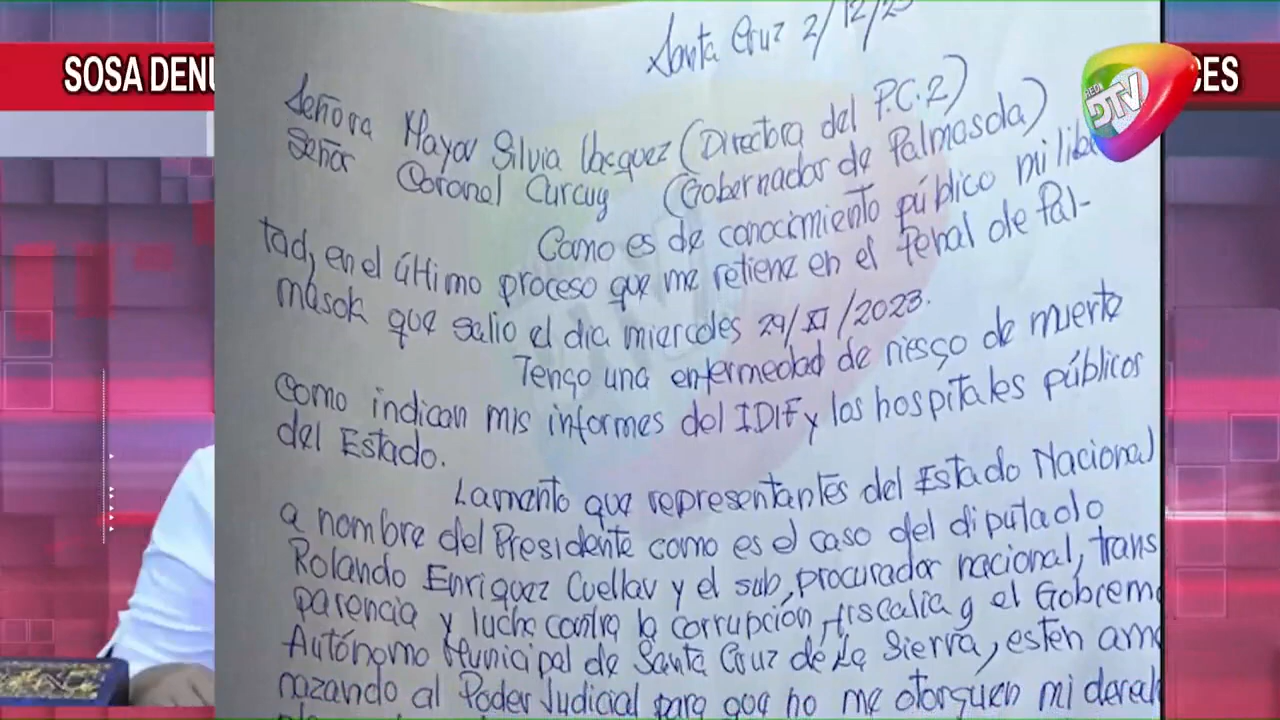 SOSA DENU
CES
RED DTV
Santa Cruz 2/12/23
Señora Mayor Silvia Vasquez (Directora del P.C.2)
Señor Coronel Curcuy (Gobernador de Palmasola)
Como es de conocimiento público mi liber
tad, en el último proceso que me retiene en el Penal de Pal-
masola que salio el dia miercoles 29/XI/2023.
Tengo una enfermedad de riesgo de muerte
como indican mis informes del IDIF y los hospitales públicos
del Estado.
Lamento que representantes del Estado Nacional
a nombre del Presidente como es el caso del diputado
Rolando Enriquez Cuellar y el sub, procurador nacional, trans
parencia y lucha contra la corrupción, fiscalia y el Gobierno
Autónomo Municipal de Santa Cruz de La Sierra, esten ame
nazando al Poder Judicial para que no me otorguen mi derech